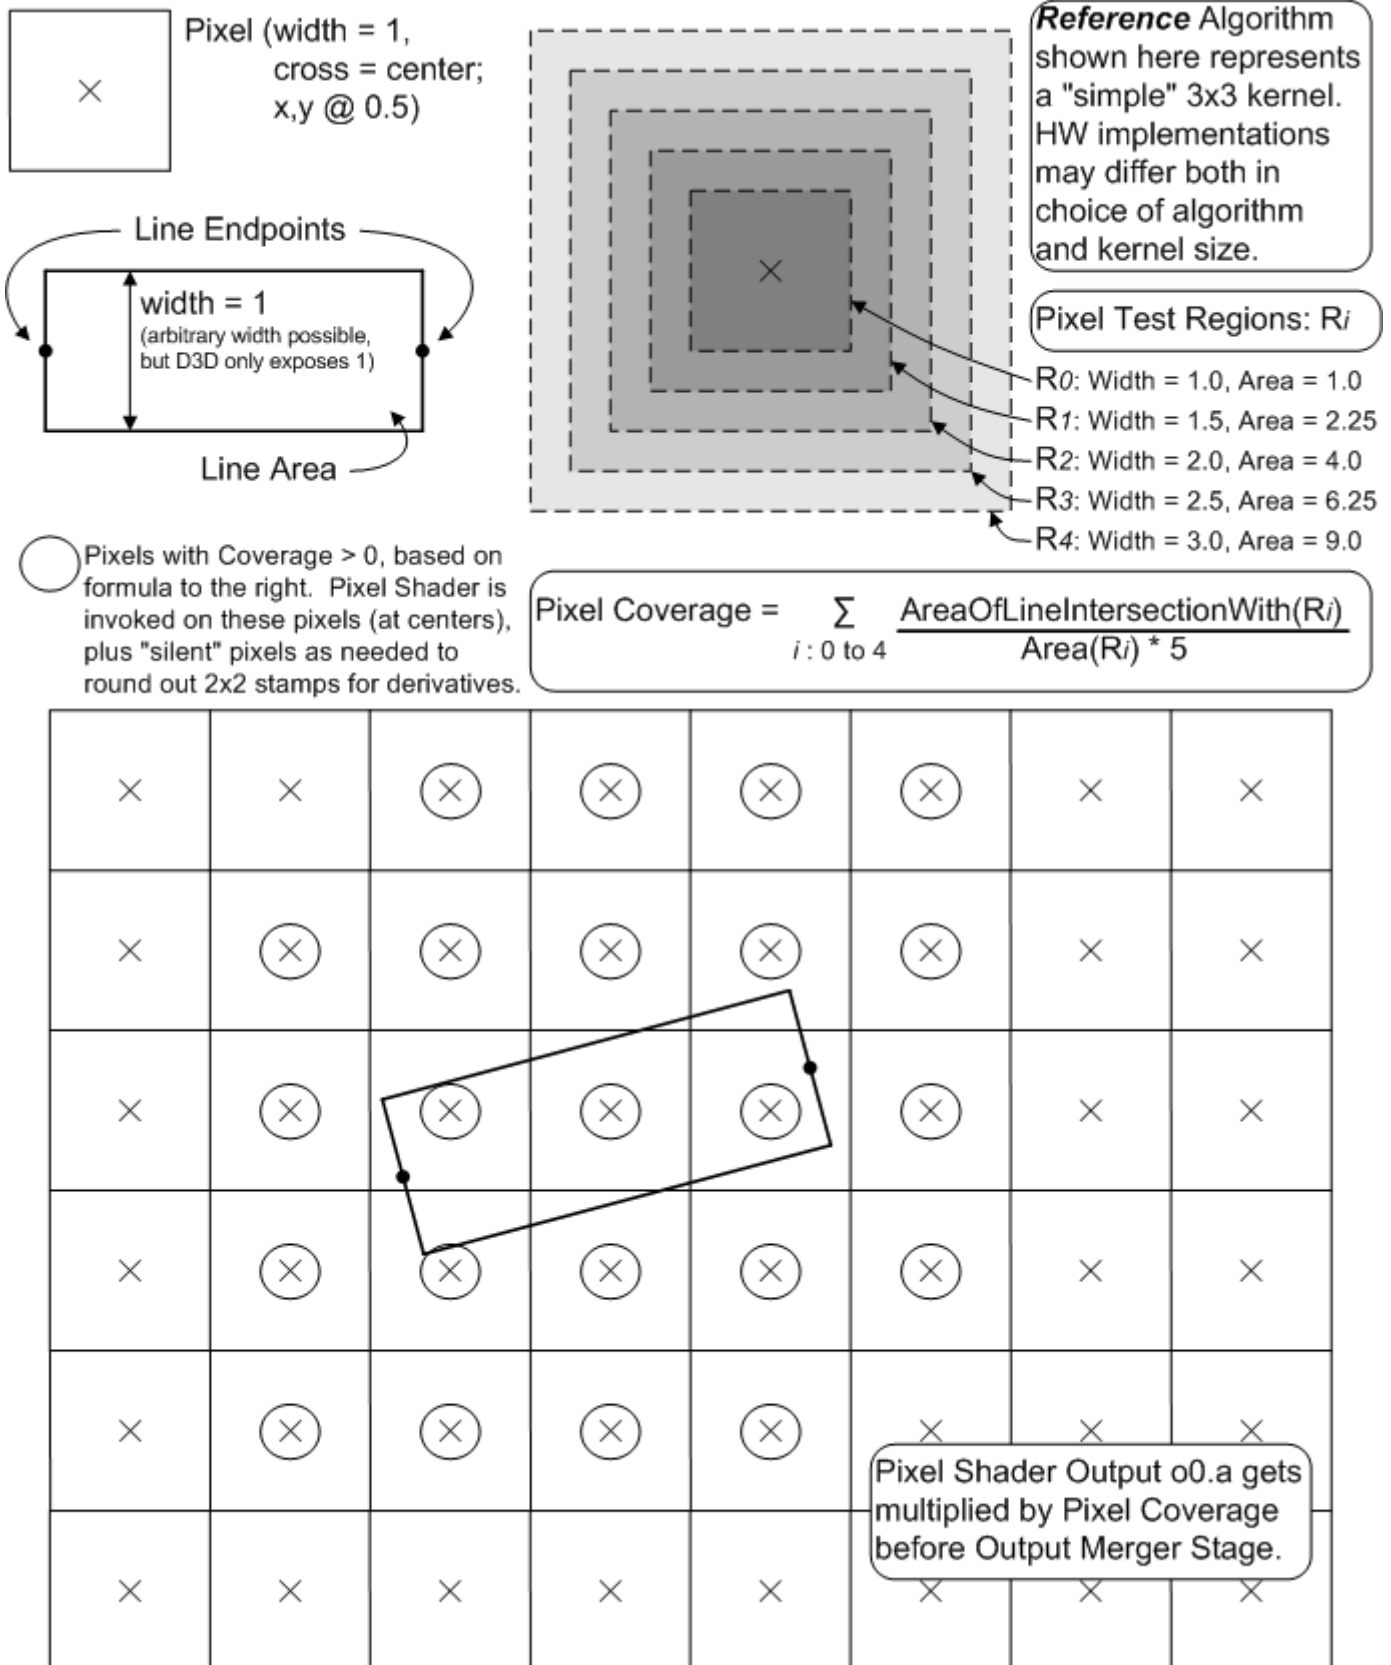 Pixel (width = 1,
cross = center;
x,y @ 0.5)
Line Endpoints
width = 1
(arbitrary width possible,
but D3D only exposes 1)
Line Area
Reference Algorithm
shown here represents
a "simple" 3x3 kernel.
HW implementations
may differ both in
choice of algorithm
and kernel size.
Pixel Test Regions: Ri
R0: Width = 1.0, Area = 1.0
R1: Width = 1.5, Area = 2.25
R2: Width = 2.0, Area = 4.0
R3: Width = 2.5, Area = 6.25
R4: Width = 3.0, Area = 9.0
Pixels with Coverage > 0, based on
formula to the right. Pixel Shader is
invoked on these pixels (at centers),
plus "silent" pixels as needed to
round out 2x2 stamps for derivatives.
Pixel Coverage = Σ AreaOfLineIntersectionWith(Ri)
i : 0 to 4 Area(Ri) * 5
Pixel Shader Output o0.a gets
multiplied by Pixel Coverage
before Output Merger Stage.